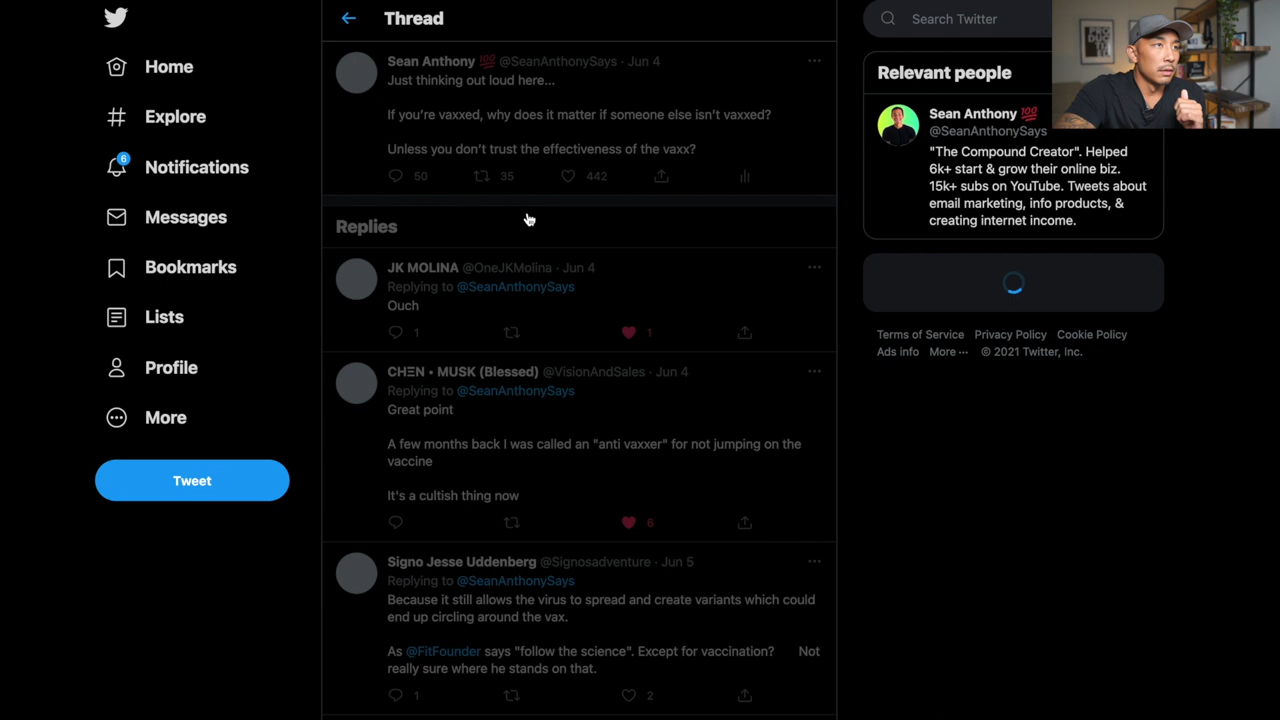 Home
Explore
6
Notifications
Messages
Bookmarks
Lists
Profile
More
Tweet
Thread
Sean Anthony 💯 @SeanAnthonySays · Jun 4
Just thinking out loud here...
If you're vaxxed, why does it matter if someone else isn't vaxxed?
Unless you don't trust the effectiveness of the vaxx?
50 35 442
Replies
JK MOLINA @OneJKMolina · Jun 4
Replying to @SeanAnthonySays
Ouch
1 1
CHΞN • MUSK (Blessed) @VisionAndSales · Jun 4
Replying to @SeanAnthonySays
Great point
A few months back I was called an "anti vaxxer" for not jumping on the
vaccine
It's a cultish thing now
6
Signo Jesse Uddenberg @Signosadventure · Jun 5
Replying to @SeanAnthonySays
Because it still allows the virus to spread and create variants which could
end up circling around the vax.
As @FitFounder says "follow the science". Except for vaccination? Not
really sure where he stands on that.
1 2
Search Twitter
Relevant people
Sean Anthony 💯
@SeanAnthonySays
"The Compound Creator". Helped
6k+ start & grow their online biz.
15k+ subs on YouTube. Tweets about
email marketing, info products, &
creating internet income.
Terms of Service Privacy Policy Cookie Policy
Ads info More ··· © 2021 Twitter, Inc.